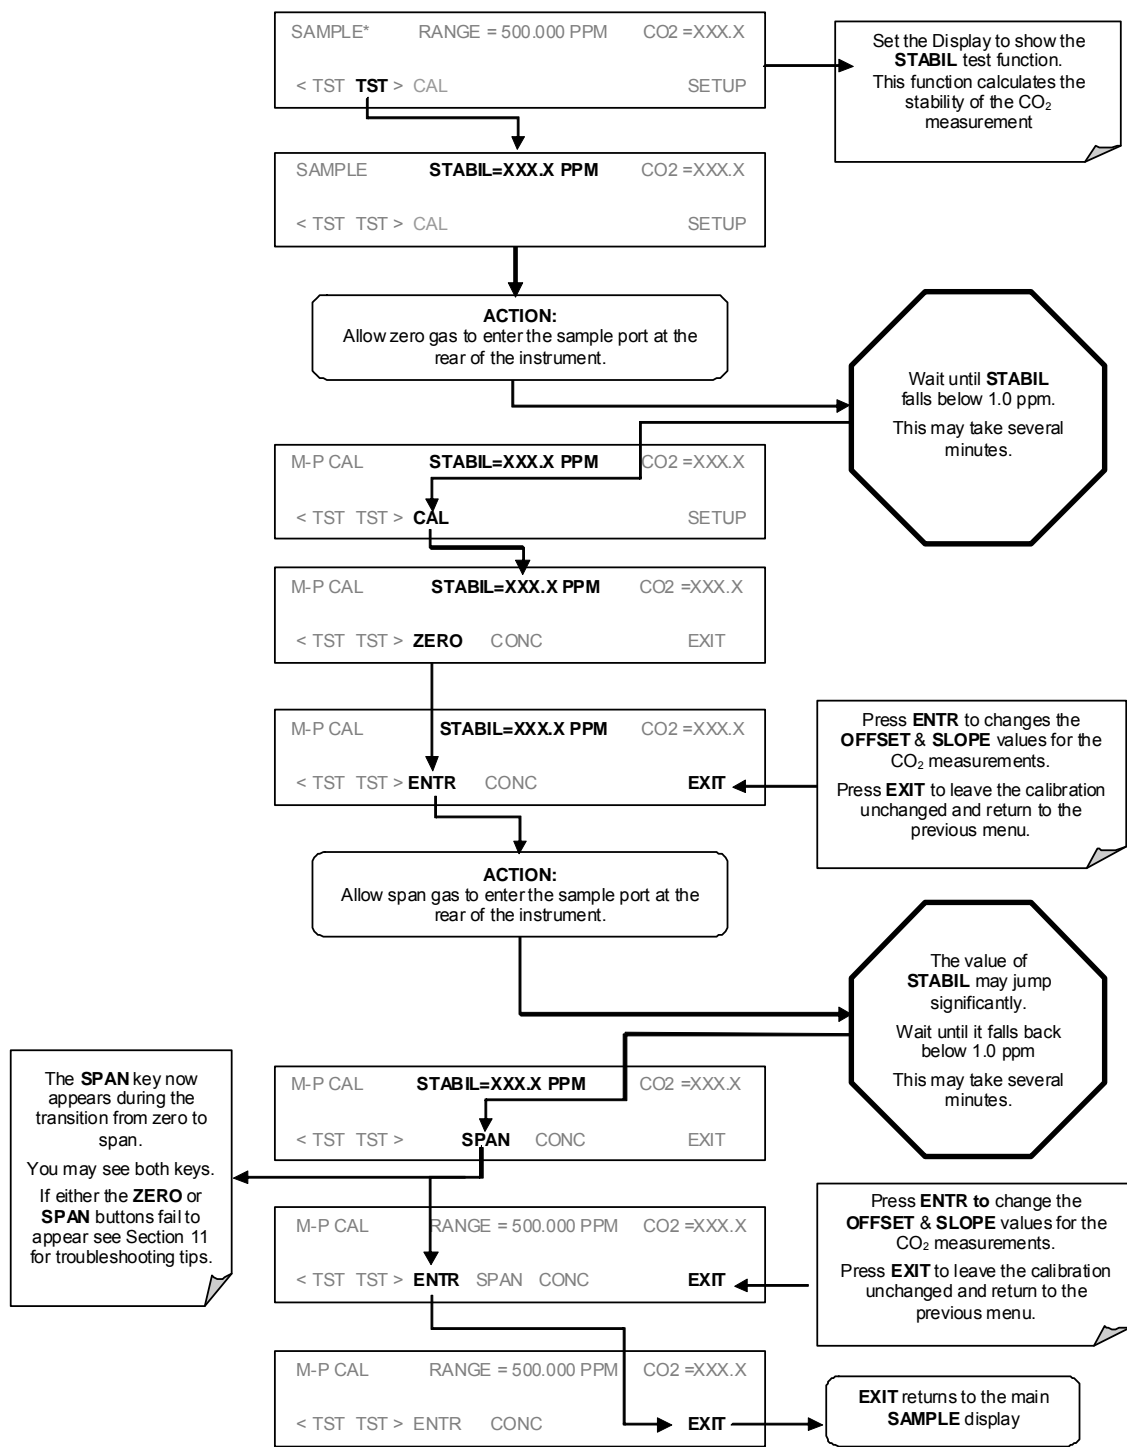 SAMPLE* RANGE = 500.000 PPM CO2 =XXX.X
< TST TST > CAL SETUP
Set the Display to show the
STABIL test function.
This function calculates the
stability of the CO₂
measurement
SAMPLE STABIL=XXX.X PPM CO2 =XXX.X
< TST TST > CAL SETUP
ACTION:
Allow zero gas to enter the sample port at the
rear of the instrument.
Wait until STABIL
falls below 1.0 ppm.
This may take several
minutes.
M-P CAL STABIL=XXX.X PPM CO2 =XXX.X
< TST TST > CAL SETUP
M-P CAL STABIL=XXX.X PPM CO2 =XXX.X
< TST TST > ZERO CONC EXIT
M-P CAL STABIL=XXX.X PPM CO2 =XXX.X
< TST TST > ENTR CONC EXIT
Press ENTR to changes the
OFFSET & SLOPE values for the
CO₂ measurements.
Press EXIT to leave the calibration
unchanged and return to the
previous menu.
ACTION:
Allow span gas to enter the sample port at the
rear of the instrument.
The value of
STABIL may jump
significantly.
Wait until it falls back
below 1.0 ppm
This may take several
minutes.
The SPAN key now
appears during the
transition from zero to
span.
You may see both keys.
If either the ZERO or
SPAN buttons fail to
appear see Section 11
for troubleshooting tips.
M-P CAL STABIL=XXX.X PPM CO2 =XXX.X
< TST TST > SPAN CONC EXIT
M-P CAL RANGE = 500.000 PPM CO2 =XXX.X
< TST TST > ENTR SPAN CONC EXIT
Press ENTR to change the
OFFSET & SLOPE values for the
CO₂ measurements.
Press EXIT to leave the calibration
unchanged and return to the
previous menu.
M-P CAL RANGE = 500.000 PPM CO2 =XXX.X
< TST TST > ENTR CONC EXIT
EXIT returns to the main
SAMPLE display